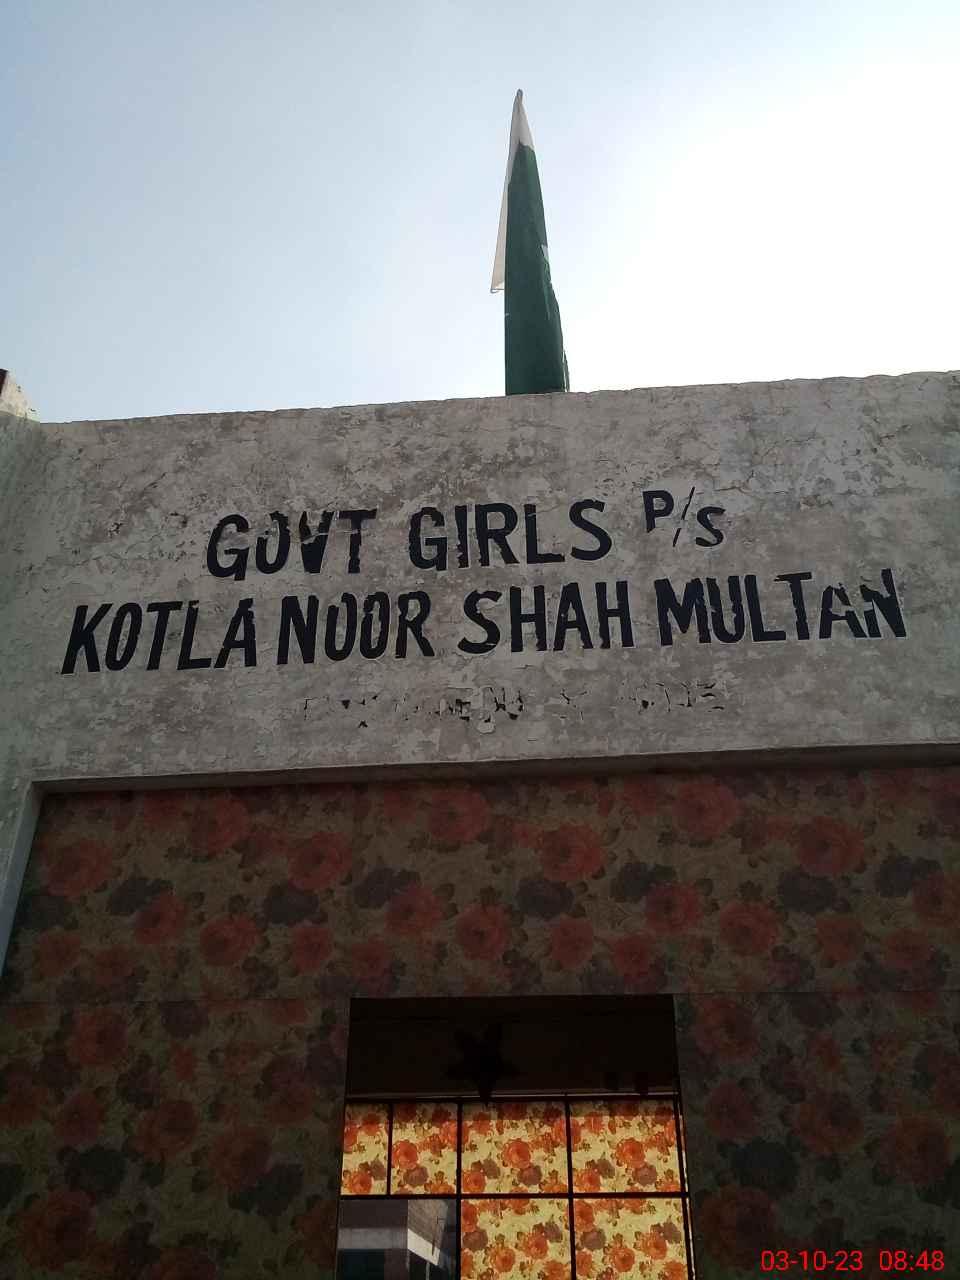 GOVT GIRLS P/S
KOTLA NOOR SHAH MULTAN
03-10-23 08:48